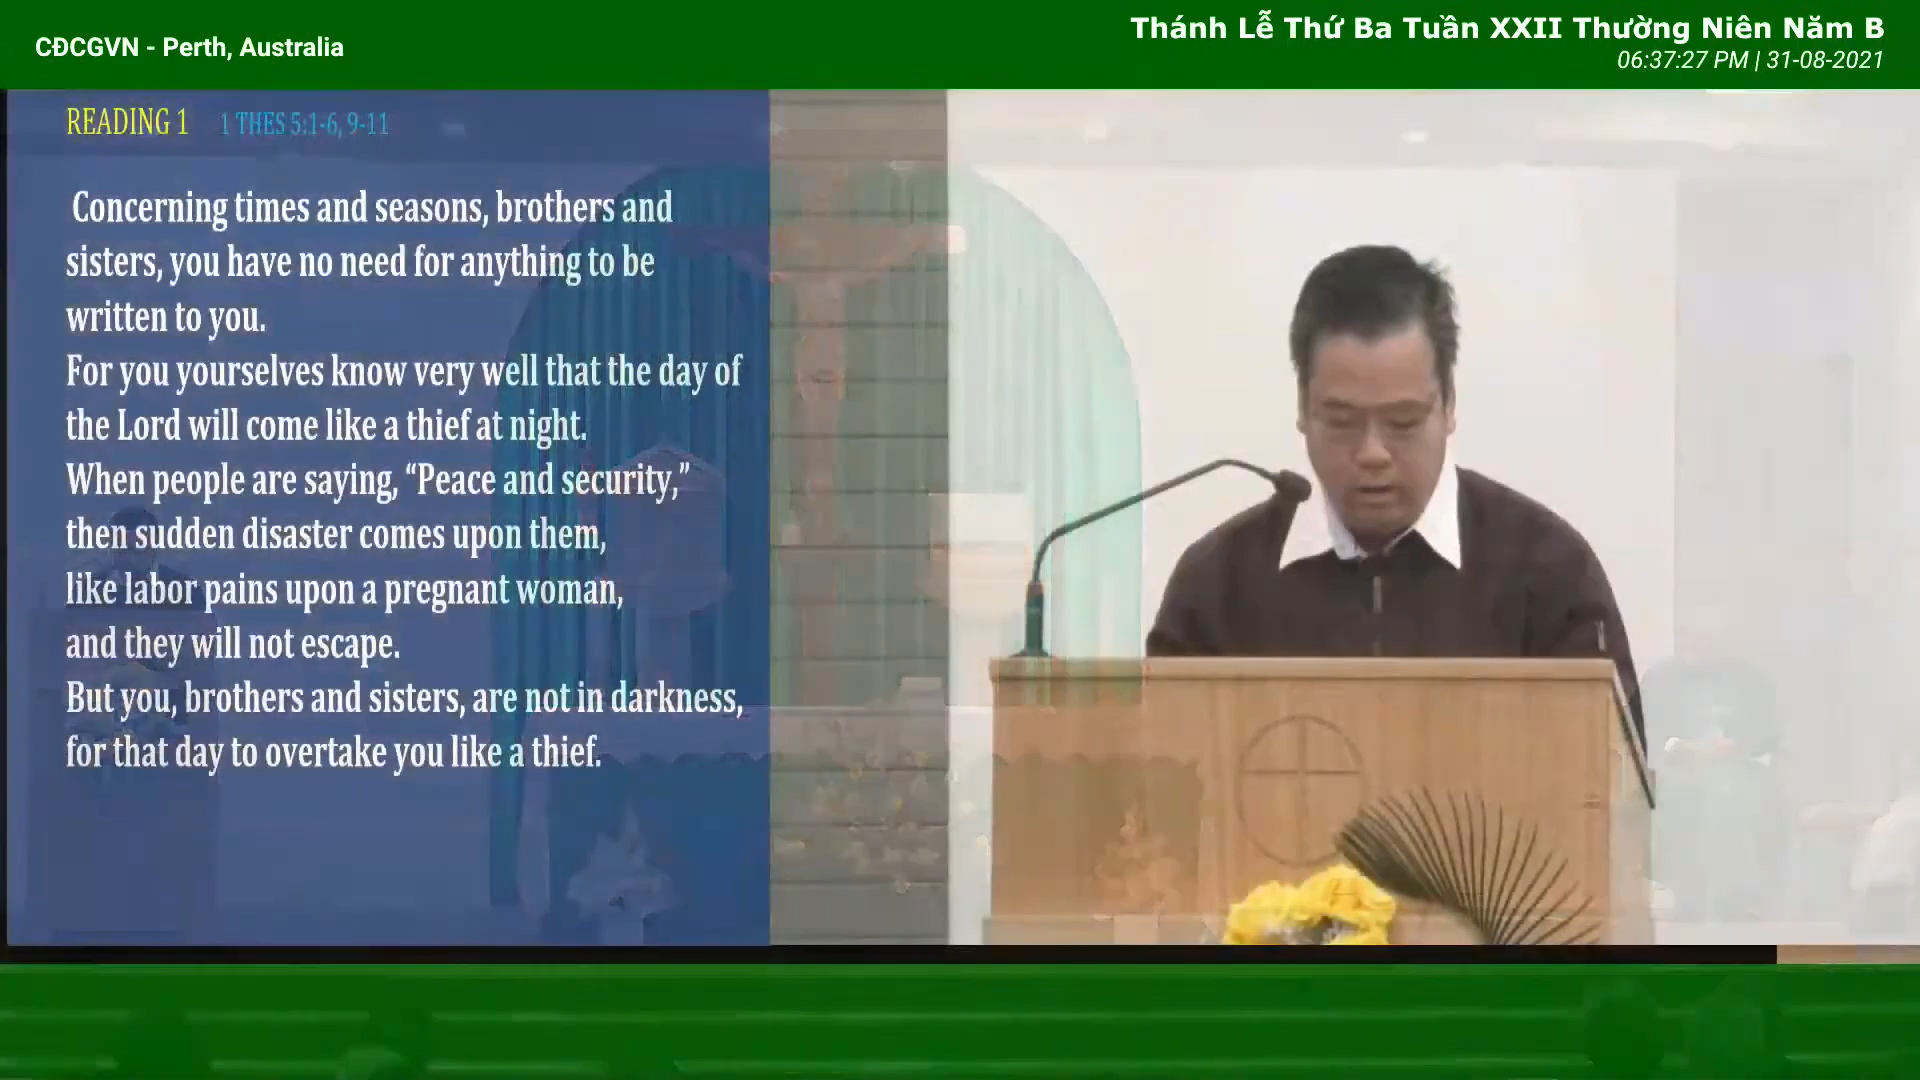 CĐCGVN - Perth, Australia
Thánh Lễ Thứ Ba Tuần XXII Thường Niên Năm B
06:37:27 PM | 31-08-2021
READING 1 1 THES 5:1-6, 9-11
Concerning times and seasons, brothers and
sisters, you have no need for anything to be
written to you.
For you yourselves know very well that the day of
the Lord will come like a thief at night.
When people are saying, “Peace and security,”
then sudden disaster comes upon them,
like labor pains upon a pregnant woman,
and they will not escape.
But you, brothers and sisters, are not in darkness,
for that day to overtake you like a thief.